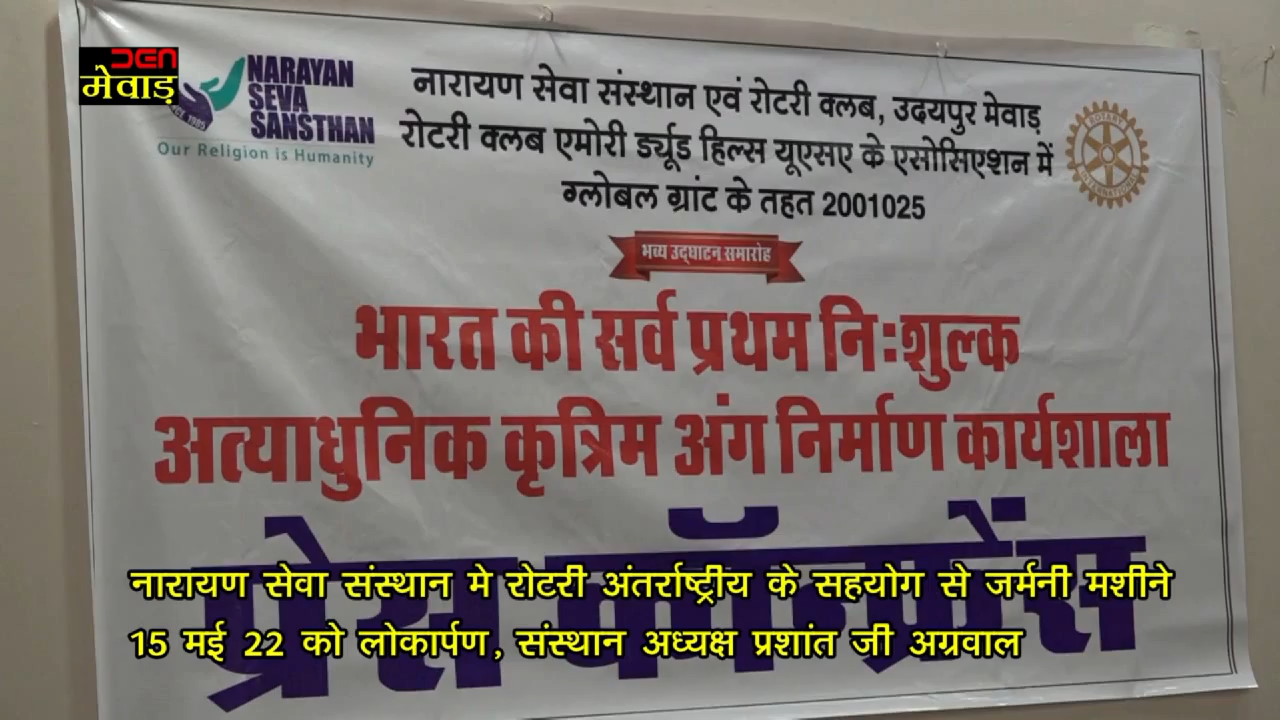 DEN
मेवाड़
NARAYAN
SEVA
SANSTHAN
Our Religion is Humanity
नारायण सेवा संस्थान एवं रोटरी क्लब, उदयपुर मेवाड़
रोटरी क्लब एमोरी ड्र्यूड हिल्स यूएसए के एसोसिएशन में
ग्लोबल ग्रांट के तहत 2001025
ROTARY
INTERNATIONAL
भव्य उद्घाटन समारोह
भारत की सर्व प्रथम निःशुल्क
अत्याधुनिक कृत्रिम अंग निर्माण कार्यशाला
प्रेस कॉन्फ्रेंस
नारायण सेवा संस्थान मे रोटरी अंतर्राष्ट्रीय के सहयोग से जर्मनी मशीने
15 मई 22 को लोकार्पण, संस्थान अध्यक्ष प्रशांत जी अग्रवाल